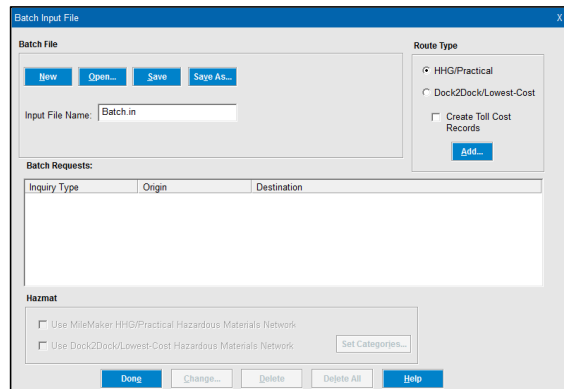 Batch Input File X
Batch File
New Open... Save Save As...
Input File Name: Batch.in
Route Type
HHG/Practical
Dock2Dock/Lowest-Cost
Create Toll Cost
Records
Add...
Batch Requests:
Inquiry Type Origin Destination
Hazmat
Use MileMaker HHG/Practical Hazardous Materials Network
Use Dock2Dock/Lowest-Cost Hazardous Materials Network
Set Categories...
Done Change... Delete Delete All Help